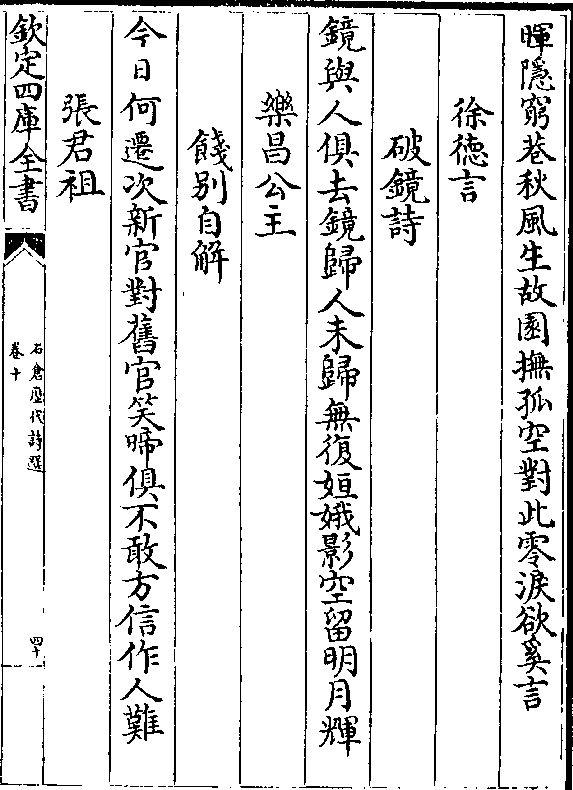 暉隱窮巷秋風生故園撫孤空對此零淚欲奚言
徐德言
破鏡詩
鏡與人俱去鏡歸人未歸無復姮娥影空留明月輝
樂昌公主
餞别自解
今日何遷次新官對舊官笑啼俱不敢方信作人難
張君祖
欽定四庫全書
石倉歴代詩選
卷十
四十